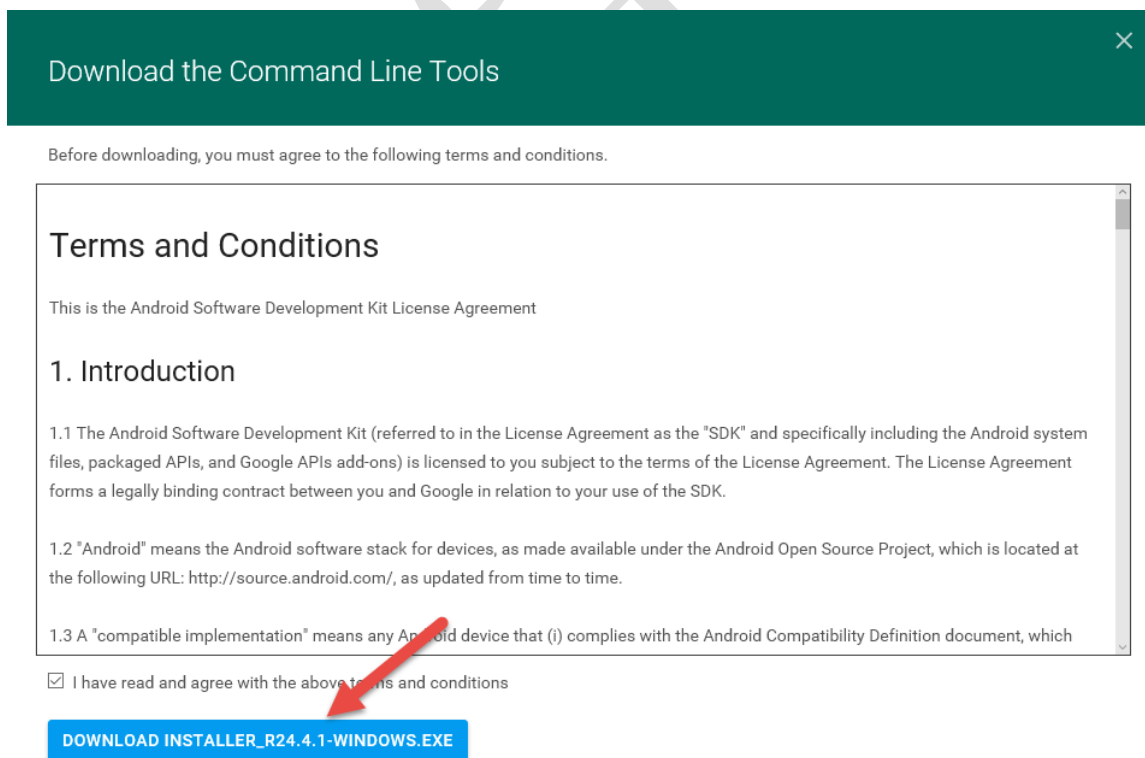 Download the Command Line Tools
Before downloading, you must agree to the following terms and conditions.
Terms and Conditions
This is the Android Software Development Kit License Agreement
1. Introduction
1.1 The Android Software Development Kit (referred to in the License Agreement as the "SDK" and specifically including the Android system
files, packaged APIs, and Google APIs add-ons) is licensed to you subject to the terms of the License Agreement. The License Agreement
forms a legally binding contract between you and Google in relation to your use of the SDK.
1.2 "Android" means the Android software stack for devices, as made available under the Android Open Source Project, which is located at
the following URL: http://source.android.com/, as updated from time to time.
1.3 A "compatible implementation" means any Android device that (i) complies with the Android Compatibility Definition document, which
I have read and agree with the above terms and conditions
DOWNLOAD INSTALLER_R24.4.1-WINDOWS.EXE